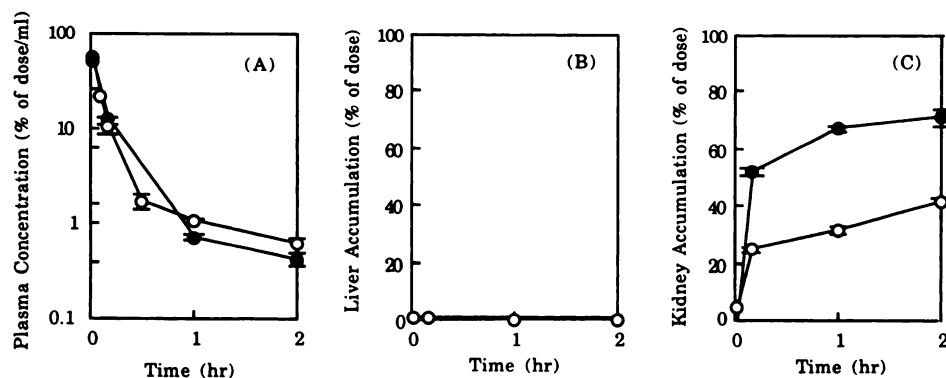 Plasma Concentration (% of dose/ml)
100
10
1
0.1
(A)
0
1
2
Time (hr)
Liver Accumulation (% of dose)
100
80
60
40
20
0
(B)
0
1
2
Time (hr)
Kidney Accumulation (% of dose)
100
80
60
40
20
0
(C)
0
1
2
Time (hr)